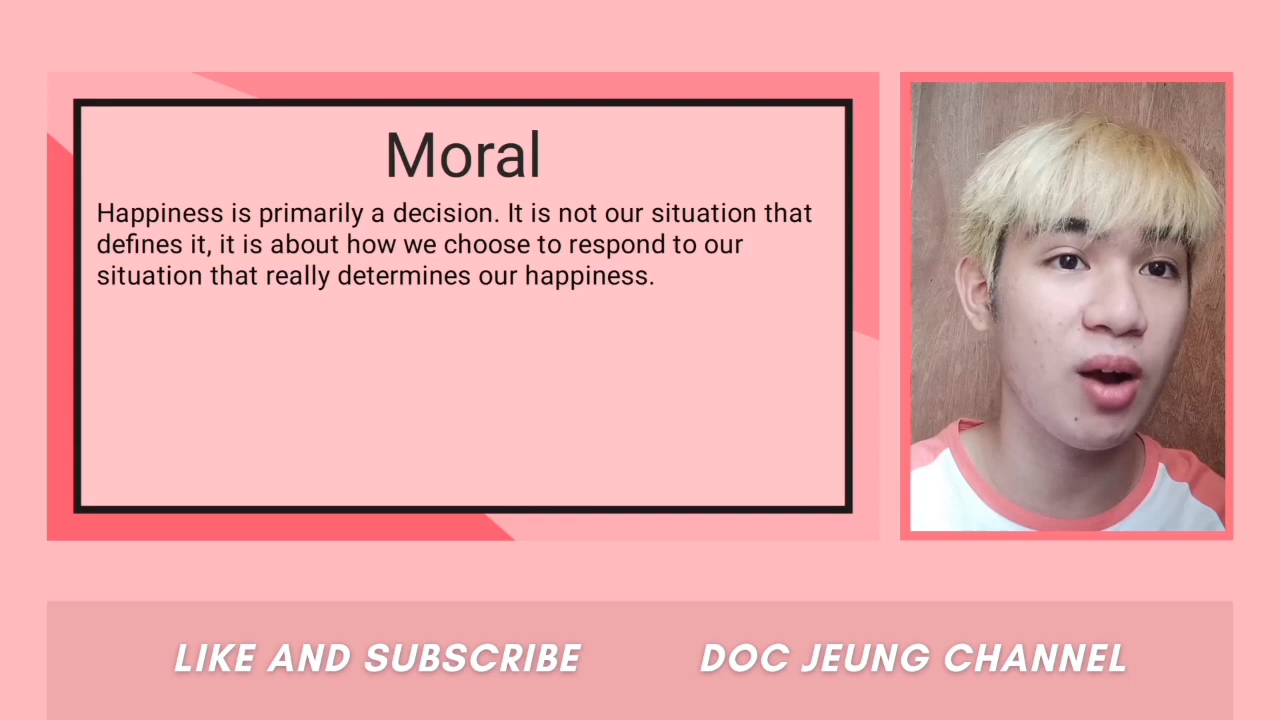 Moral
Happiness is primarily a decision. It is not our situation that
defines it, it is about how we choose to respond to our
situation that really determines our happiness.
LIKE AND SUBSCRIBE
DOC JEUNG CHANNEL